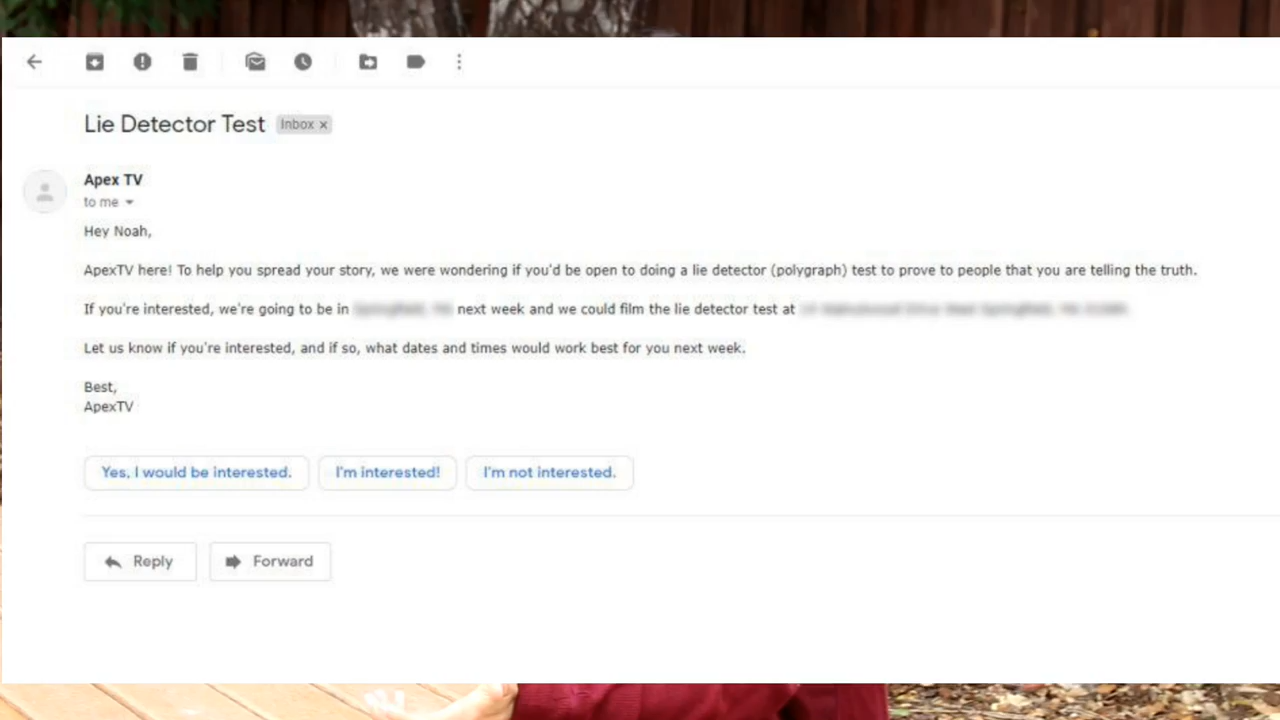 Lie Detector Test Inbox x
Apex TV
to me
Hey Noah,
ApexTV here! To help you spread your story, we were wondering if you'd be open to doing a lie detector (polygraph) test to prove to people that you are telling the truth.
If you're interested, we're going to be in next week and we could film the lie detector test at
Let us know if you're interested, and if so, what dates and times would work best for you next week.
Best,
ApexTV
Yes, I would be interested. I'm interested! I'm not interested.
Reply Forward